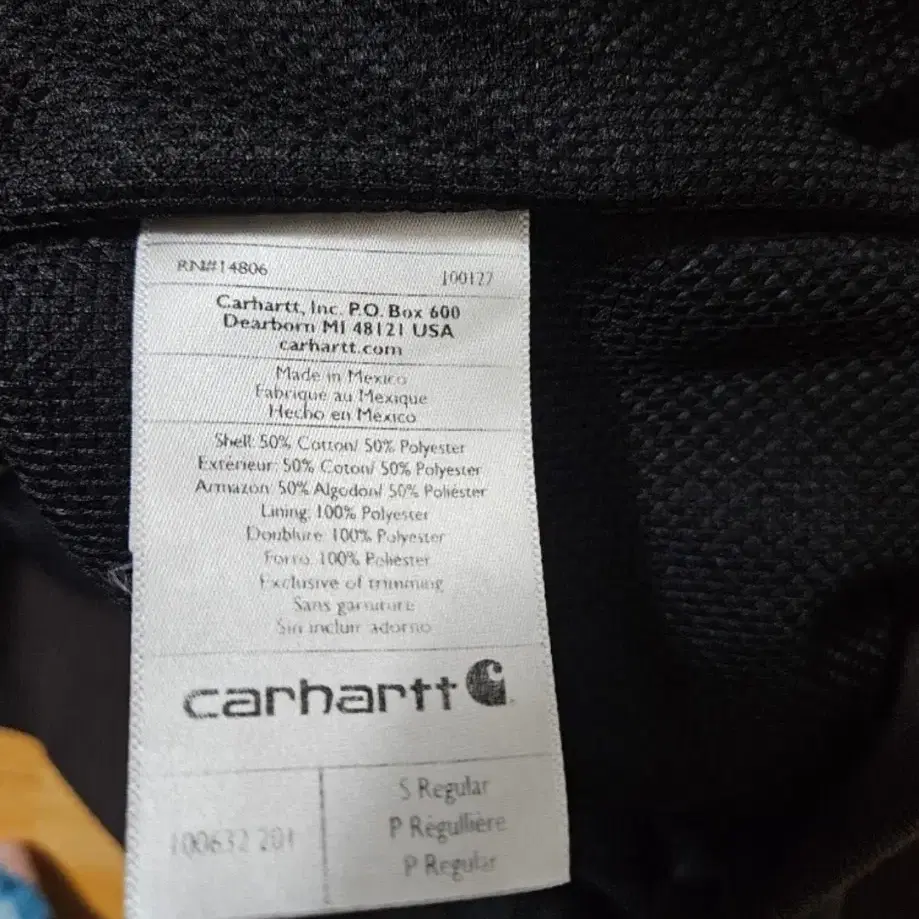 RN#14806
100127
Carhartt, Inc. P.O. Box 600
Dearborn MI 48121 USA
carhartt.com
Made in Mexico
Fabriqué au Mexique
Hecho en Mexico
Shell: 50% Cotton/ 50% Polyester
Extérieur: 50% Coton/ 50% Polyester
Armazon: 50% Algodon/ 50% Poliéster
Lining: 100% Polyester
Doublure: 100% Polyester
Forro: 100% Poliéster
Exclusive of trimming
Sans garniture
Sin incluir adorno
carhartt
100632 201
S Regular
P Régullière
P Regular